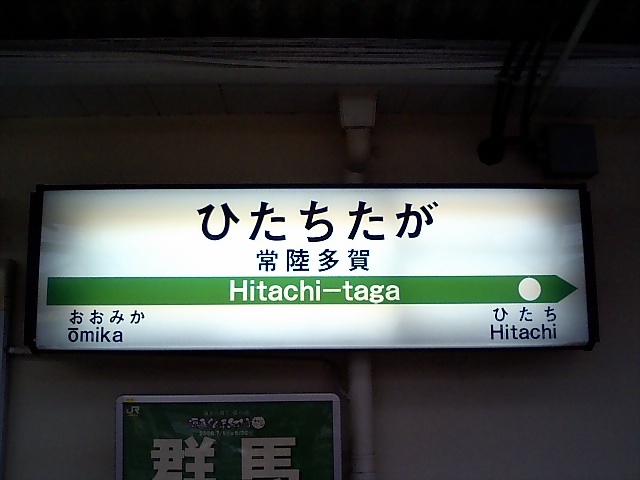 ひたちたが
常陸多賀
Hitachi-taga
おおみか ひたち
ōmika Hitachi
JR
群馬